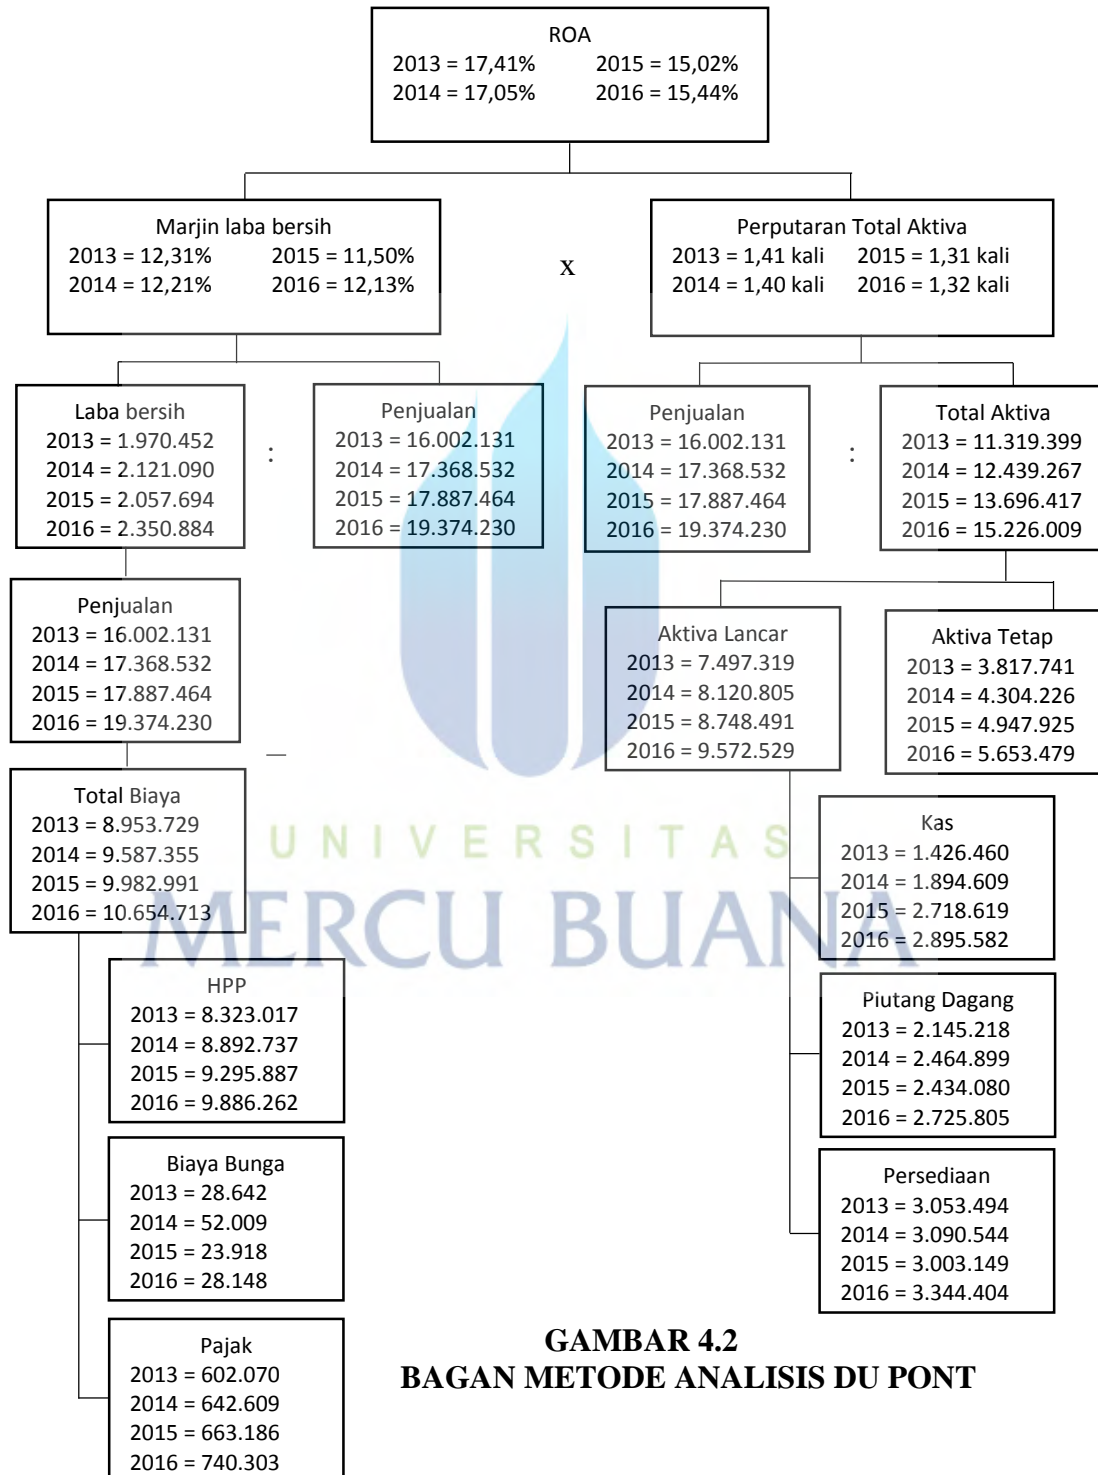 ROA
2013 = 17,41% 2015 = 15,02%
2014 = 17,05% 2016 = 15,44%
Marjin laba bersih
2013 = 12,31% 2015 = 11,50%
2014 = 12,21% 2016 = 12,13%
x
Perputaran Total Aktiva
2013 = 1,41 kali 2015 = 1,31 kali
2014 = 1,40 kali 2016 = 1,32 kali
Laba bersih
2013 = 1.970.452
2014 = 2.121.090
2015 = 2.057.694
2016 = 2.350.884
:
Penjualan
2013 = 16.002.131
2014 = 17.368.532
2015 = 17.887.464
2016 = 19.374.230
Penjualan
2013 = 16.002.131
2014 = 17.368.532
2015 = 17.887.464
2016 = 19.374.230
:
Total Aktiva
2013 = 11.319.399
2014 = 12.439.267
2015 = 13.696.417
2016 = 15.226.009
Penjualan
2013 = 16.002.131
2014 = 17.368.532
2015 = 17.887.464
2016 = 19.374.230
—
Aktiva Lancar
2013 = 7.497.319
2014 = 8.120.805
2015 = 8.748.491
2016 = 9.572.529
Aktiva Tetap
2013 = 3.817.741
2014 = 4.304.226
2015 = 4.947.925
2016 = 5.653.479
Total Biaya
2013 = 8.953.729
2014 = 9.587.355
2015 = 9.982.991
2016 = 10.654.713
Kas
2013 = 1.426.460
2014 = 1.894.609
2015 = 2.718.619
2016 = 2.895.582
UNIVERSITAS
MERCU BUANA
HPP
2013 = 8.323.017
2014 = 8.892.737
2015 = 9.295.887
2016 = 9.886.262
Piutang Dagang
2013 = 2.145.218
2014 = 2.464.899
2015 = 2.434.080
2016 = 2.725.805
Biaya Bunga
2013 = 28.642
2014 = 52.009
2015 = 23.918
2016 = 28.148
Persediaan
2013 = 3.053.494
2014 = 3.090.544
2015 = 3.003.149
2016 = 3.344.404
Pajak
2013 = 602.070
2014 = 642.609
2015 = 663.186
2016 = 740.303
GAMBAR 4.2
BAGAN METODE ANALISIS DU PONT